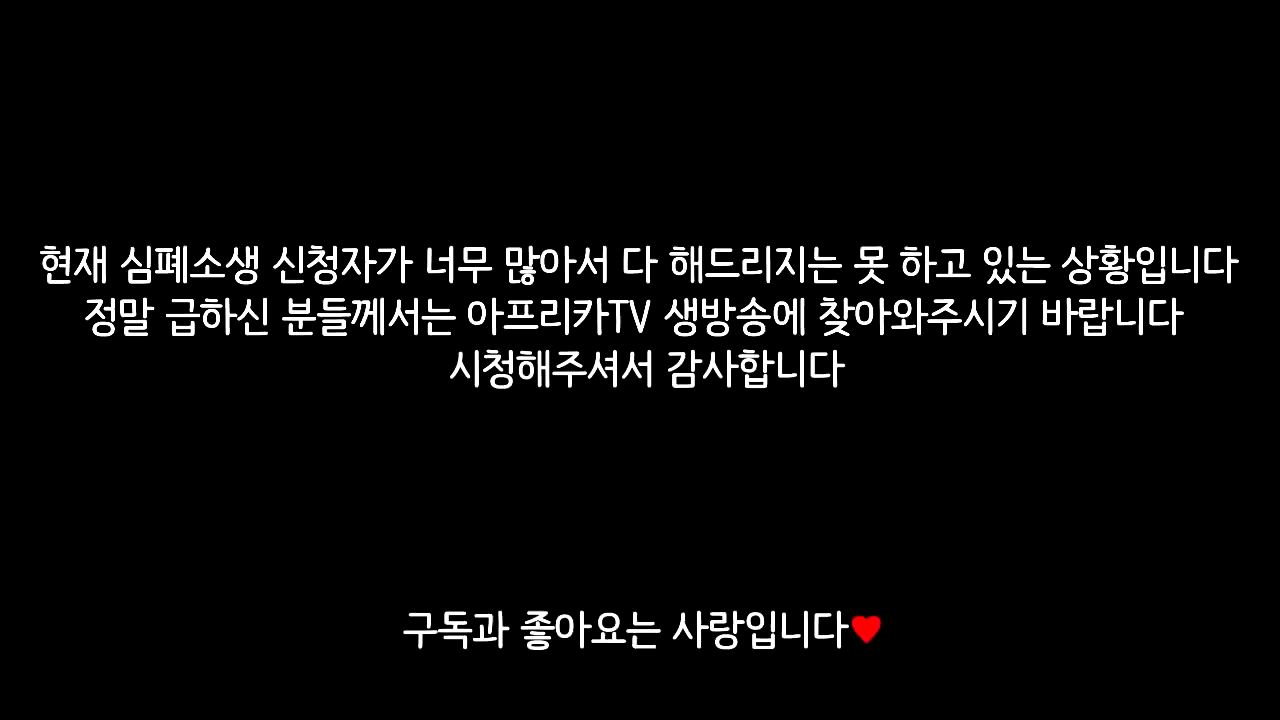 현재 심폐소생 신청자가 너무 많아서 다 해드리지는 못 하고 있는 상황입니다
정말 급하신 분들께서는 아프리카TV 생방송에 찾아와주시기 바랍니다
시청해주셔서 감사합니다
구독과 좋아요는 사랑입니다♥